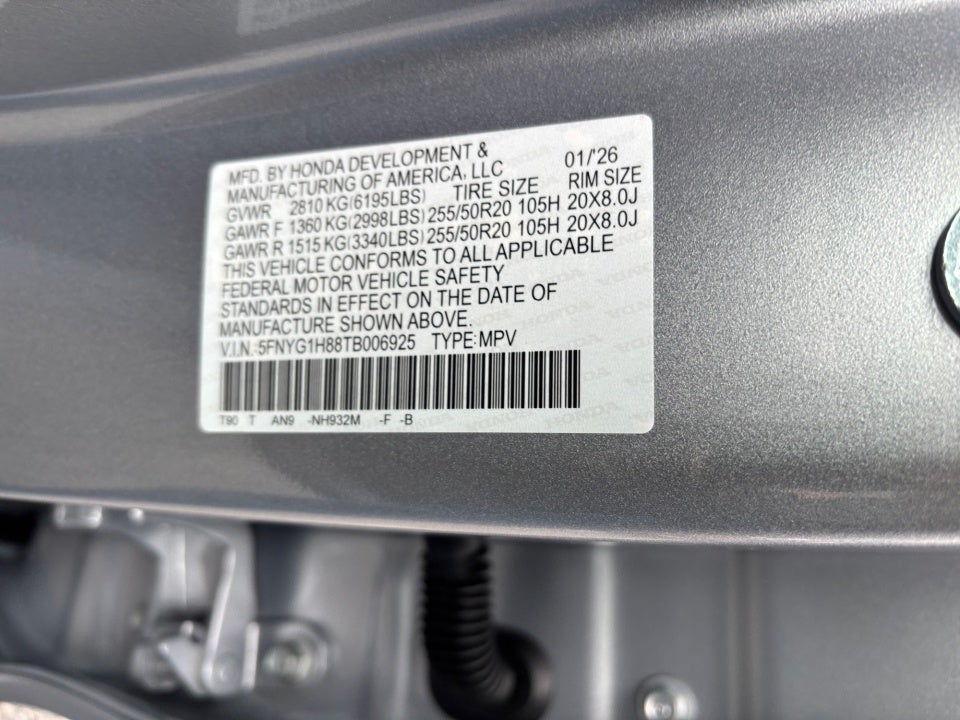 MFD. BY HONDA DEVELOPMENT &
MANUFACTURING OF AMERICA, LLC 01/'26
GVWR 2810 KG(6195LBS) TIRE SIZE RIM SIZE
GAWR F 1360 KG(2998LBS) 255/50R20 105H 20X8.0J
GAWR R 1515 KG(3340LBS) 255/50R20 105H 20X8.0J
THIS VEHICLE CONFORMS TO ALL APPLICABLE
FEDERAL MOTOR VEHICLE SAFETY
STANDARDS IN EFFECT ON THE DATE OF
MANUFACTURE SHOWN ABOVE.
V.I.N.:5FNYG1H88TB006925 TYPE:MPV
T90 T AN9 -NH932M -F -B